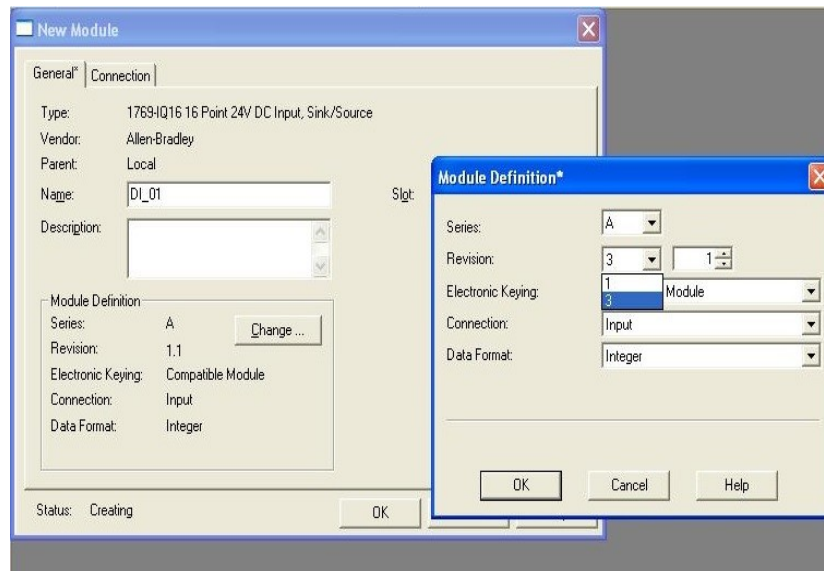 New Module
General* Connection
Type: 1769-IQ16 16 Point 24V DC Input, Sink/Source
Vendor: Allen-Bradley
Parent: Local
Name: DI_01 Slot:
Description:
Module Definition
Series: A Change ...
Revision: 1.1
Electronic Keying: Compatible Module
Connection: Input
Data Format: Integer
Status: Creating OK
Module Definition*
Series: A
Revision: 3 1
1
3
Electronic Keying: Module
Connection: Input
Data Format: Integer
OK Cancel Help